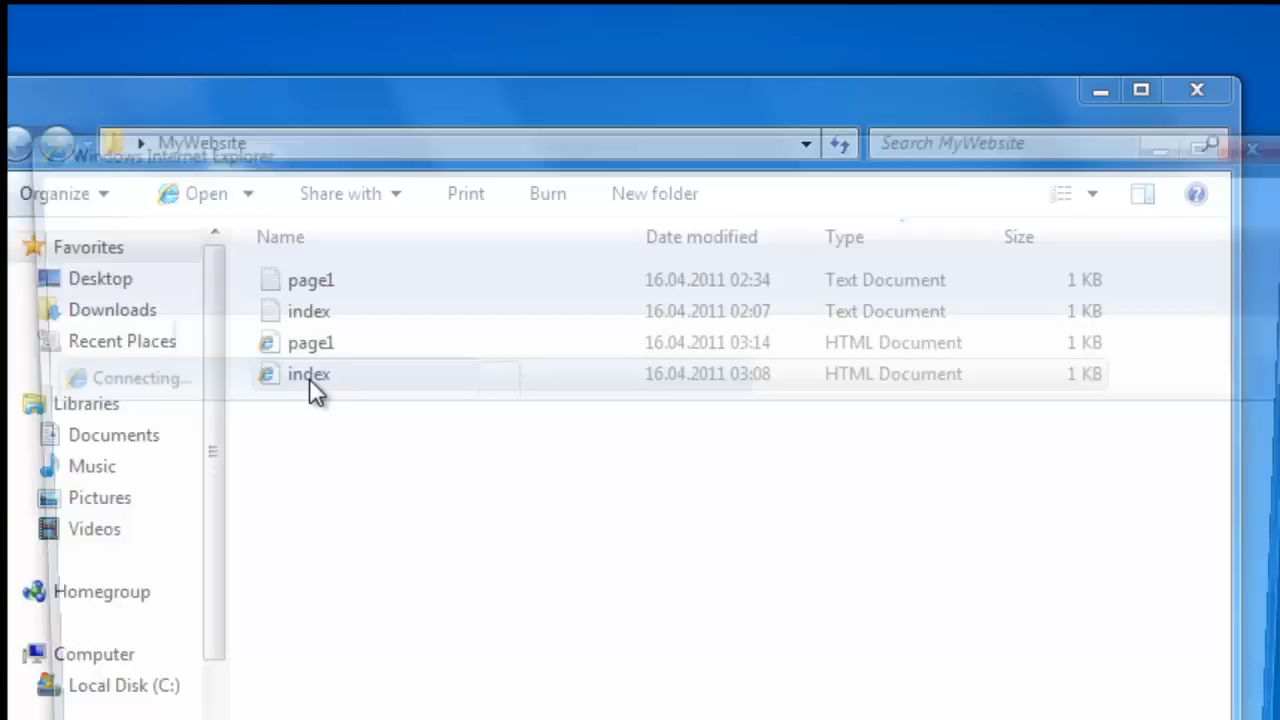 MyWebsite
Search MyWebsite
Windows Internet Explorer
Organize
Open
Share with
Print
Burn
New folder
Name Date modified Type Size
Favorites
Desktop
Downloads
Recent Places
Connecting...
Libraries
Documents
Music
Pictures
Videos
Homegroup
Computer
Local Disk (C:)
page1 16.04.2011 02:34 Text Document 1 KB
index 16.04.2011 02:07 Text Document 1 KB
page1 16.04.2011 03:14 HTML Document 1 KB
index 16.04.2011 03:08 HTML Document 1 KB